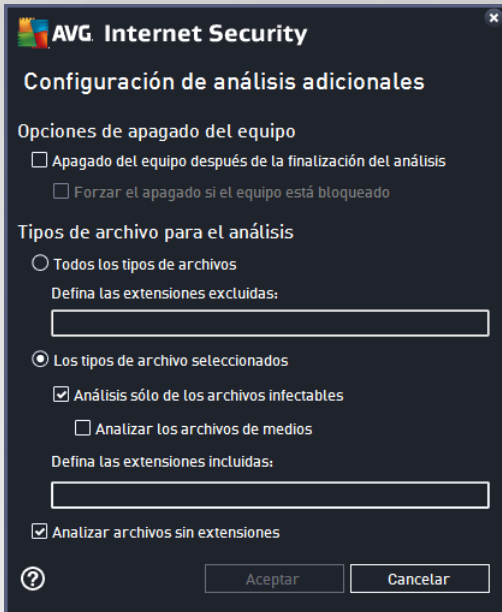 AVG. Internet Security
Configuración de análisis adicionales
Opciones de apagado del equipo
Apagado del equipo después de la finalización del análisis
Forzar el apagado si el equipo está bloqueado
Tipos de archivo para el análisis
Todos los tipos de archivos
Defina las extensiones excluidas:
Los tipos de archivo seleccionados
Análisis sólo de los archivos infectables
Analizar los archivos de medios
Defina las extensiones incluidas:
Analizar archivos sin extensiones
?
Aceptar
Cancelar